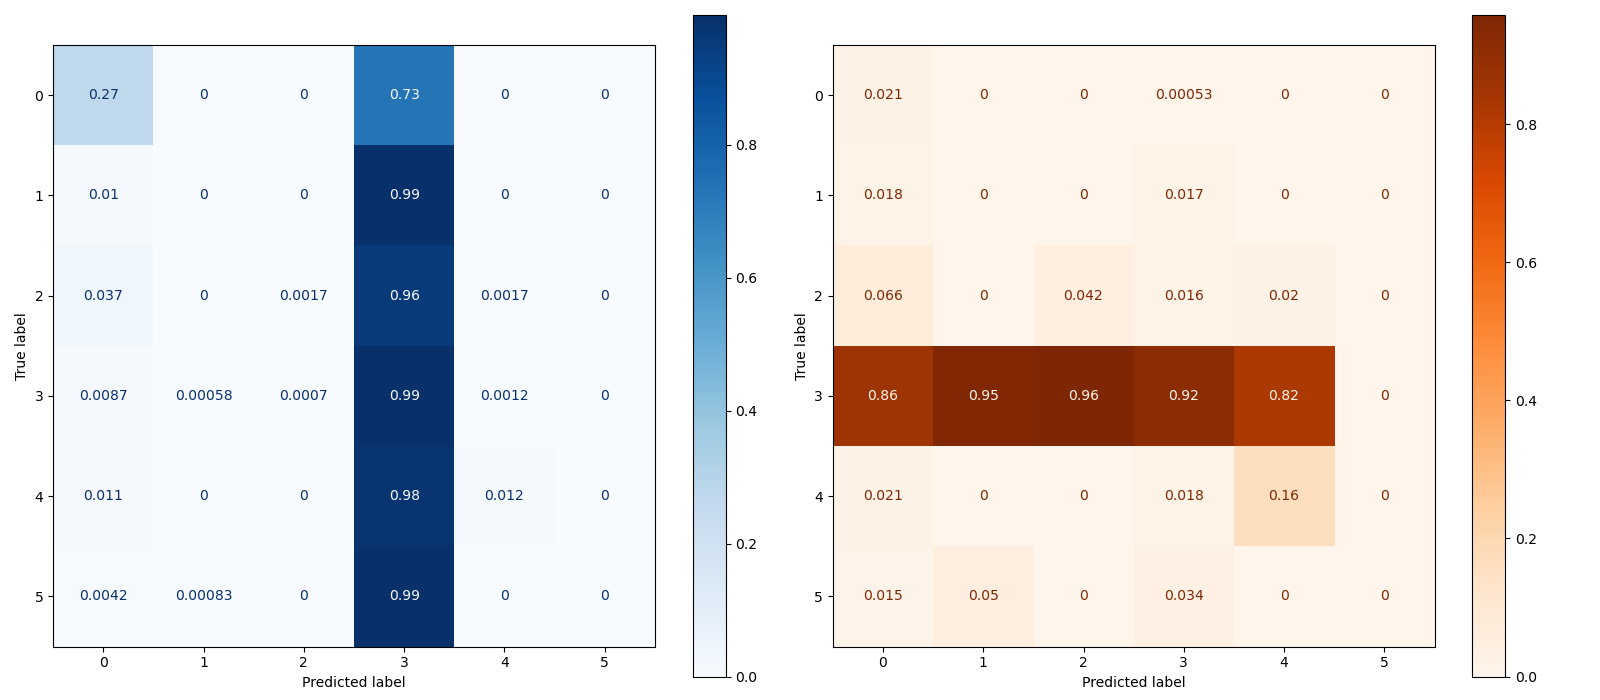 0 0.27 0 0 0.73 0 0
1 0.01 0 0 0.99 0 0
2 0.037 0 0.0017 0.96 0.0017 0
3 0.0087 0.00058 0.0007 0.99 0.0012 0
4 0.011 0 0 0.98 0.012 0
5 0.0042 0.00083 0 0.99 0 0
0 1 2 3 4 5
True label
Predicted label
0.8
0.6
0.4
0.2
0.0
0 0.021 0 0 0.00053 0 0
1 0.018 0 0 0.017 0 0
2 0.066 0 0.042 0.016 0.02 0
3 0.86 0.95 0.96 0.92 0.82 0
4 0.021 0 0 0.018 0.16 0
5 0.015 0.05 0 0.034 0 0
0 1 2 3 4 5
True label
Predicted label
0.8
0.6
0.4
0.2
0.0